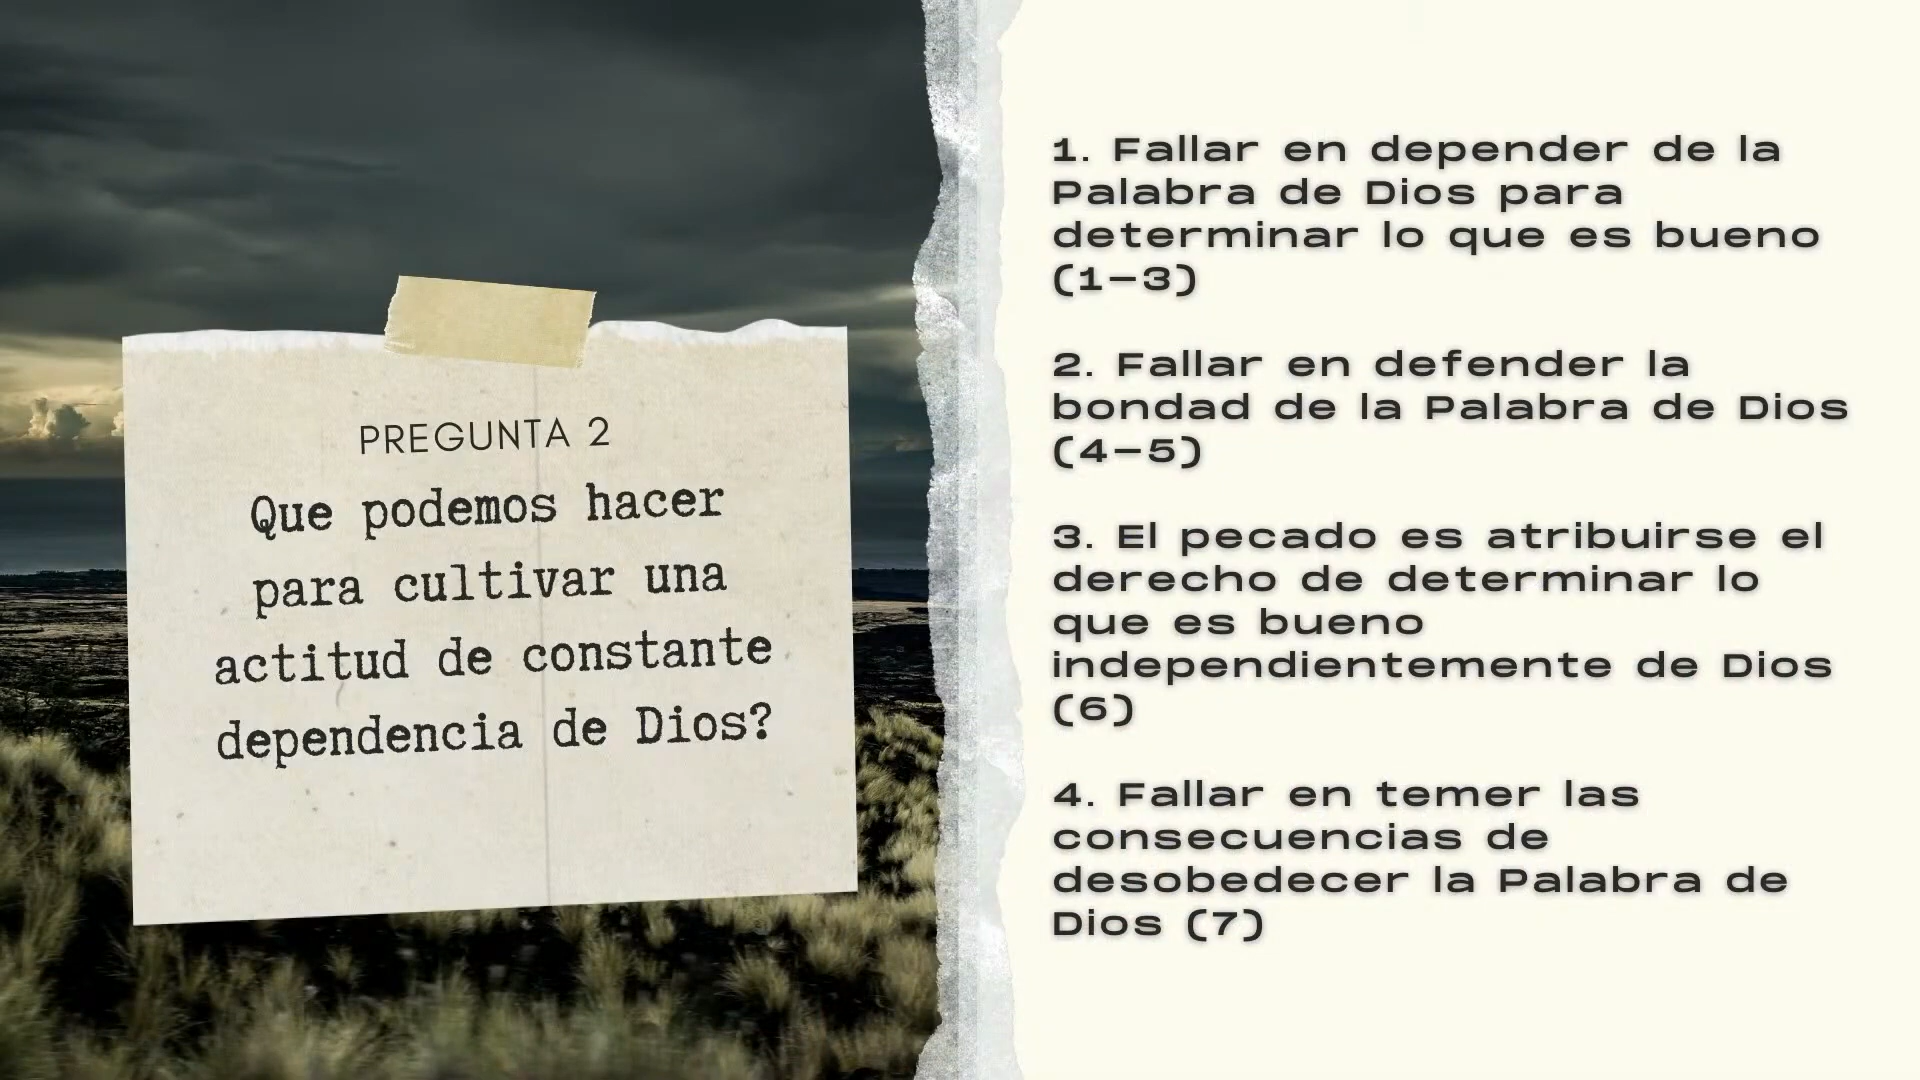 PREGUNTA 2
Que podemos hacer
para cultivar una
actitud de constante
dependencia de Dios?
1. Fallar en depender de la
Palabra de Dios para
determinar lo que es bueno
(1-3)
2. Fallar en defender la
bondad de la Palabra de Dios
(4-5)
3. El pecado es atribuirse el
derecho de determinar lo
que es bueno
independientemente de Dios
(6)
4. Fallar en temer las
consecuencias de
desobedecer la Palabra de
Dios (7)